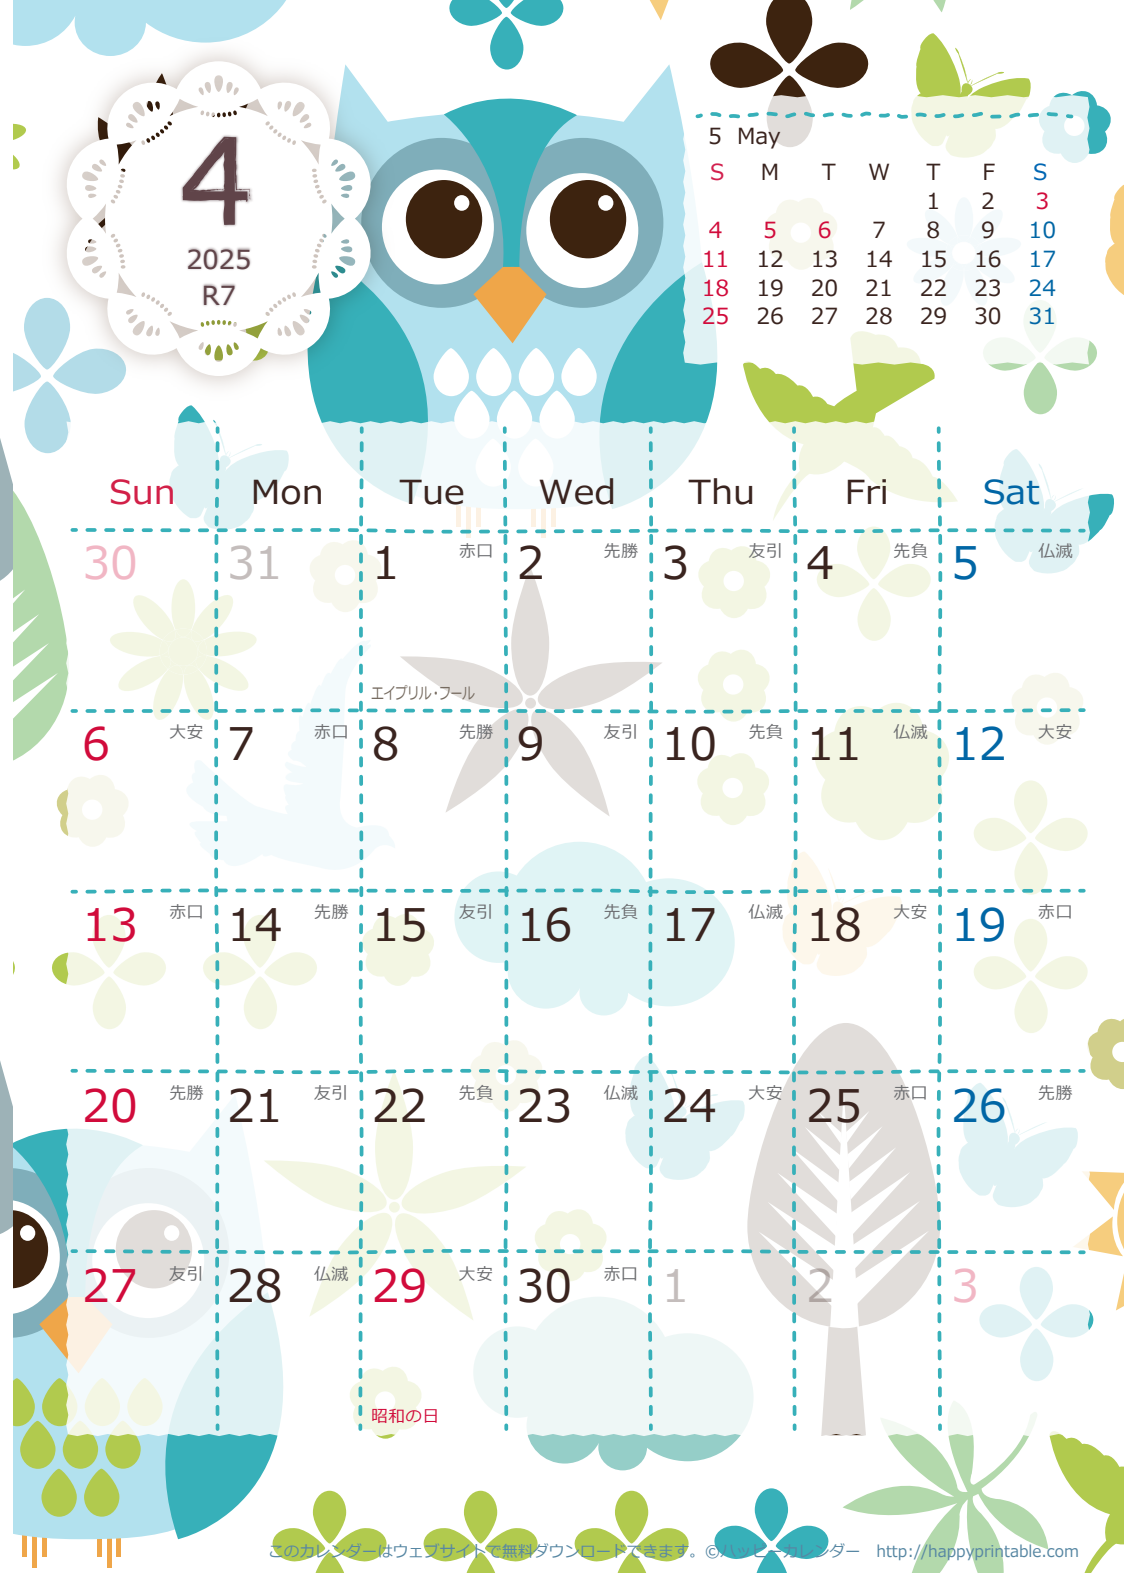 4
2025
R7
5 May
S M T W T F S
1 2 3
4 5 6 7 8 9 10
11 12 13 14 15 16 17
18 19 20 21 22 23 24
25 26 27 28 29 30 31
Sun Mon Tue Wed Thu Fri Sat
30 31 1 赤口 2 先勝 3 友引 4 先負 5 仏滅
エイプリル・フール
6 大安 7 赤口 8 先勝 9 友引 10 先負 11 仏滅 12 大安
13 赤口 14 先勝 15 友引 16 先負 17 仏滅 18 大安 19 赤口
20 先勝 21 友引 22 先負 23 仏滅 24 大安 25 赤口 26 先勝
27 友引 28 仏滅 29 大安 30 赤口 1 2 3
昭和の日
このカレンダーはウェブサイトで無料ダウンロードできます。©ハッピーカレンダー http://happyprintable.com